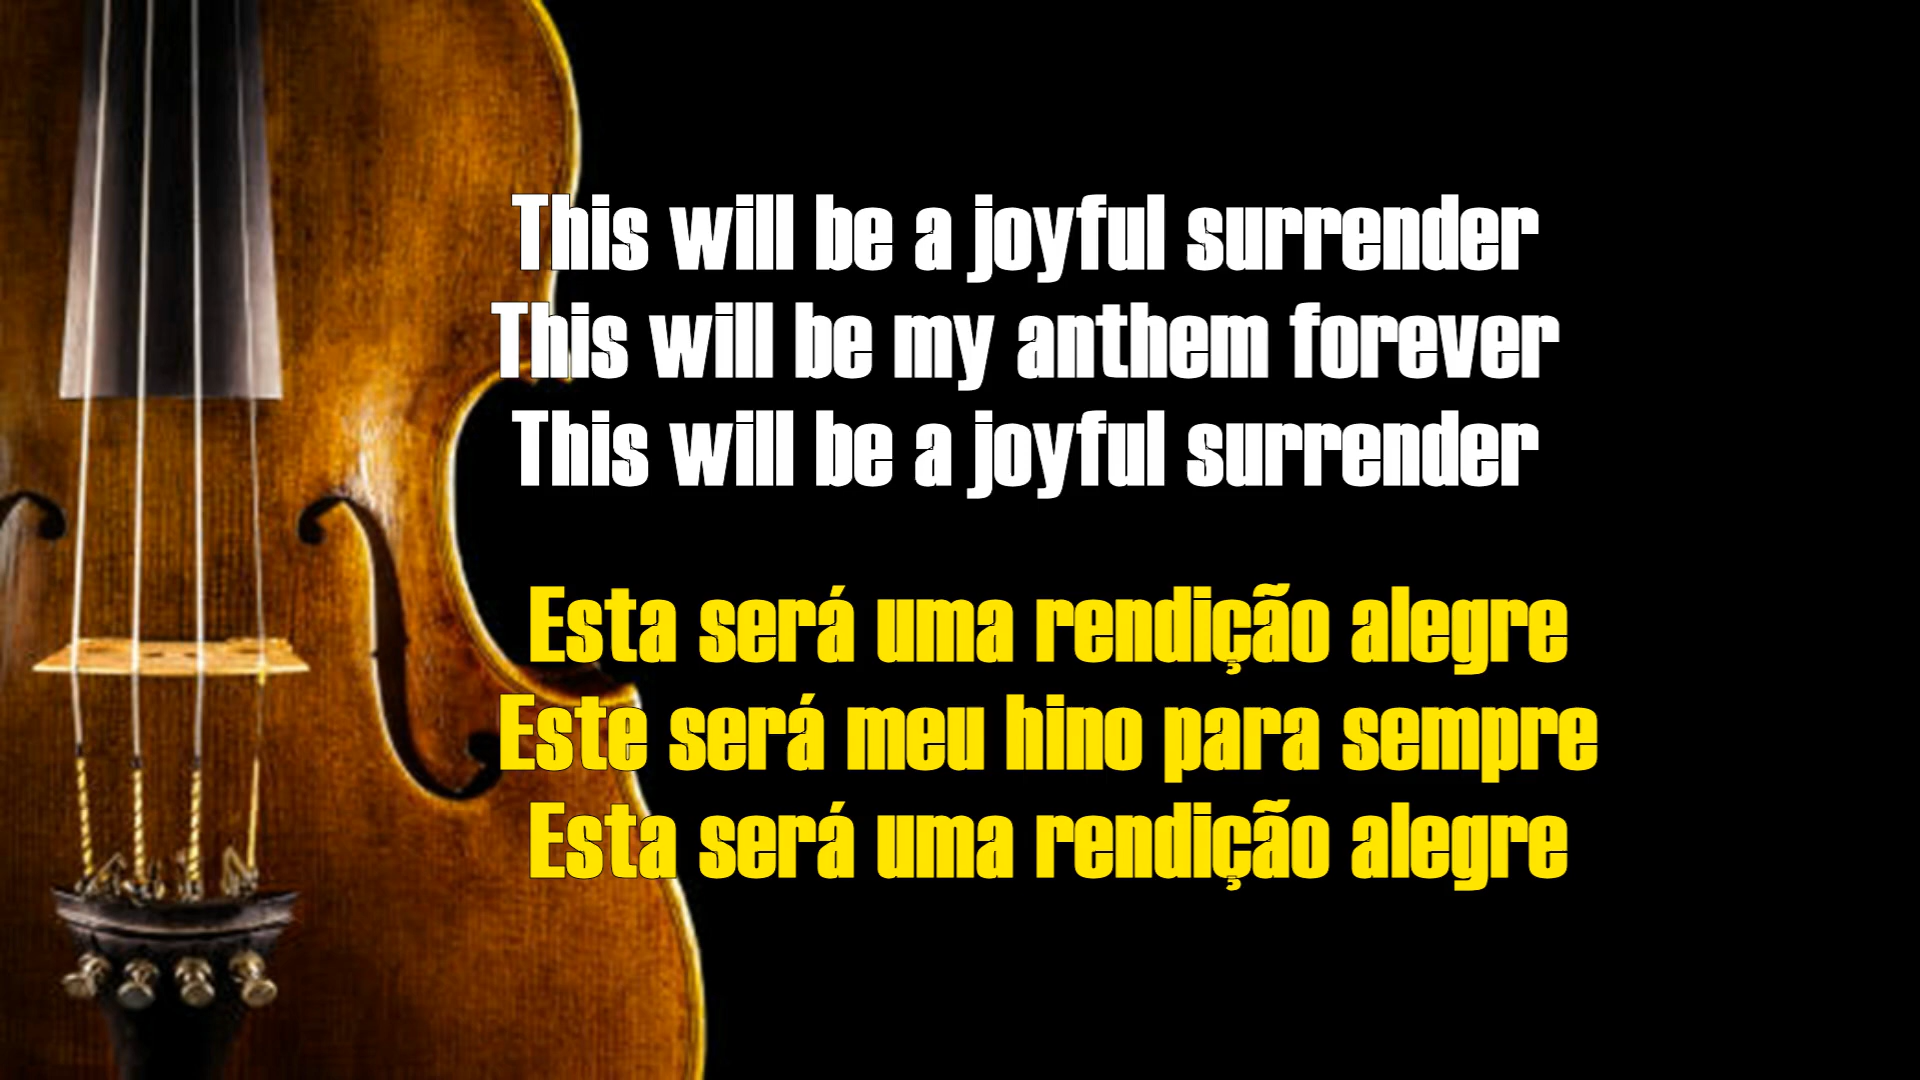 This will be a joyful surrender
This will be my anthem forever
This will be a joyful surrender
Esta será uma rendição alegre
Este será meu hino para sempre
Esta será uma rendição alegre